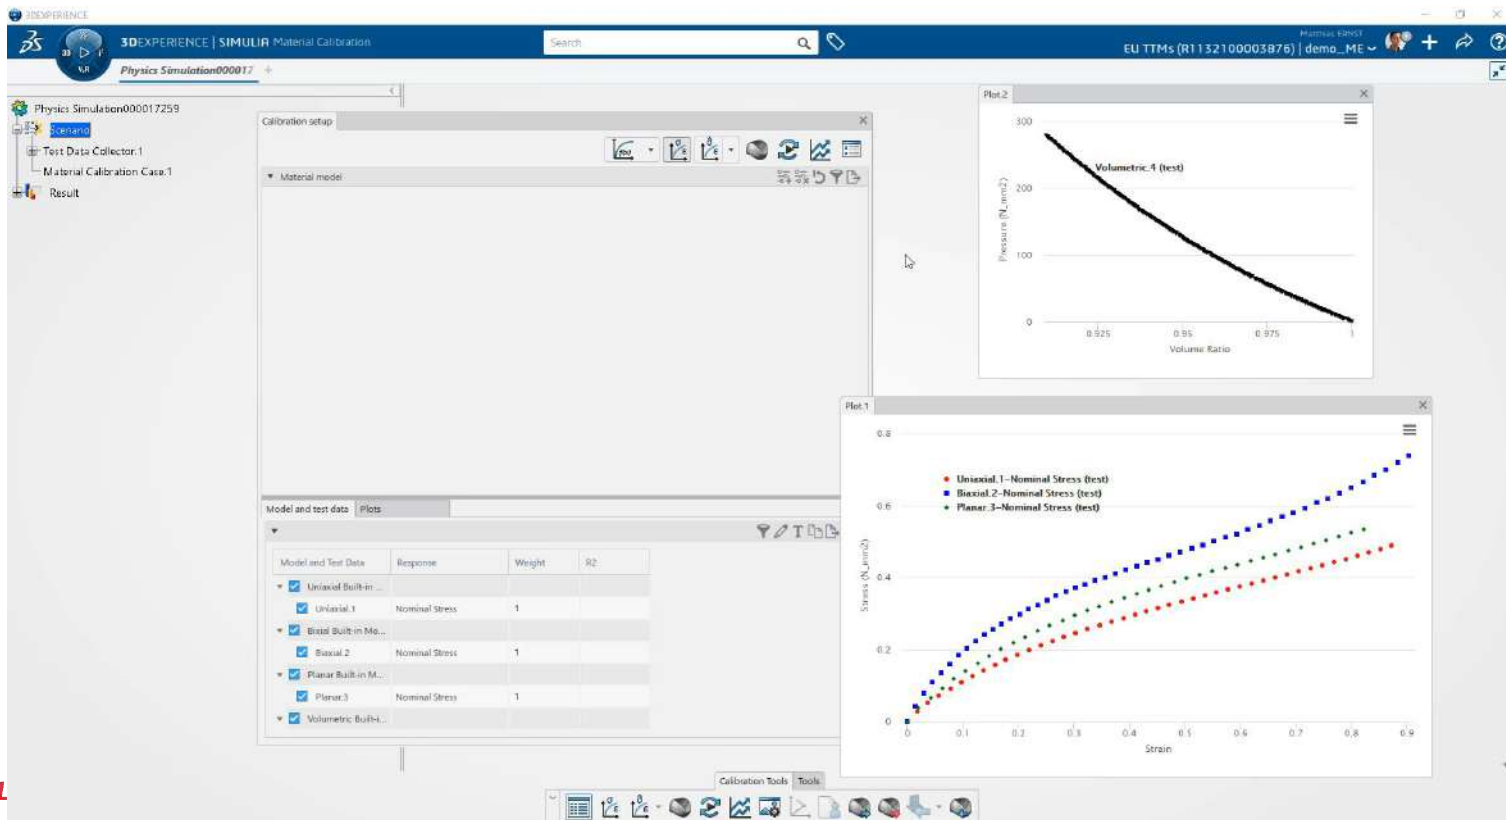 3DEXPERIENCE
3DEXPERIENCE | SIMULIA Material Calibration
Search
Matthias ERNST
EU TTMs (R1132100003876) | demo_ME
3D
V.R
Physics Simulation000017 +
Physics Simulation000017259
Scenario
Test Data Collector.1
Material Calibration Case.1
Result
Calibration setup
Material model
Model and test data Plots
Model and Test Data Response Weight R2
Uniaxial Built-in ...
Uniaxial.1 Nominal Stress 1
Bixial Built-in Mo...
Biaxial.2 Nominal Stress 1
Planar Built-in M...
Planar.3 Nominal Stress 1
Volumetric Built-i...
Plot.2
300
200
100
0
Pressure (N_mm2)
Volumetric.4 (test)
0.925 0.95 0.975 1
Volume Ratio
Plot.1
0.8
0.6
0.4
0.2
0
Stress (N_mm2)
Uniaxial.1-Nominal Stress (test)
Biaxial.2-Nominal Stress (test)
Planar.3-Nominal Stress (test)
0 0.1 0.2 0.3 0.4 0.5 0.6 0.7 0.8 0.9
Strain
Calibration Tools Tools